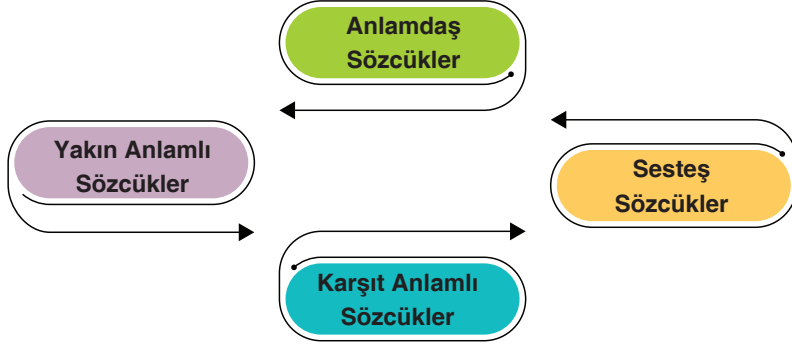 Anlamdaş
Sözcükler
Yakın Anlamlı
Sözcükler
Sesteş
Sözcükler
Karşıt Anlamlı
Sözcükler